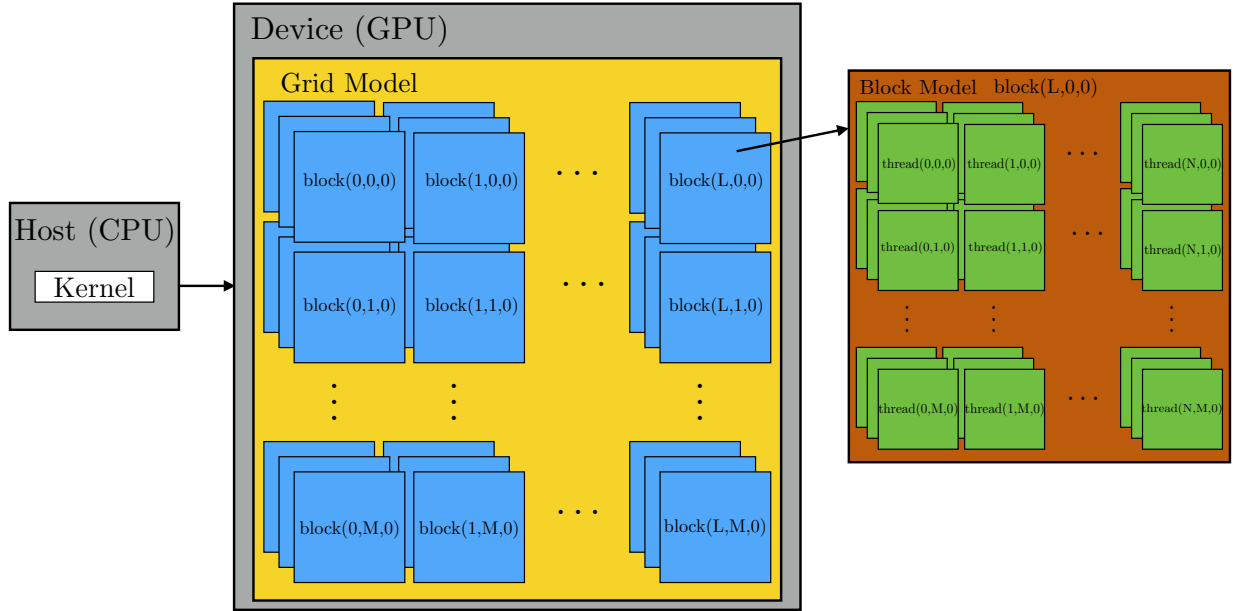 Device (GPU)
Grid Model
block(0,0,0) block(1,0,0) . . . block(L,0,0)
block(0,1,0) block(1,1,0) . . . block(L,1,0)
. . .
. . .
. . .
block(0,M,0) block(1,M,0) . . . block(L,M,0)
Host (CPU)
Kernel
Block Model block(L,0,0)
thread(0,0,0) thread(1,0,0) . . . thread(N,0,0)
thread(0,1,0) thread(1,1,0) . . . thread(N,1,0)
. . .
. . .
. . .
thread(0,M,0) thread(1,M,0) . . . thread(N,M,0)